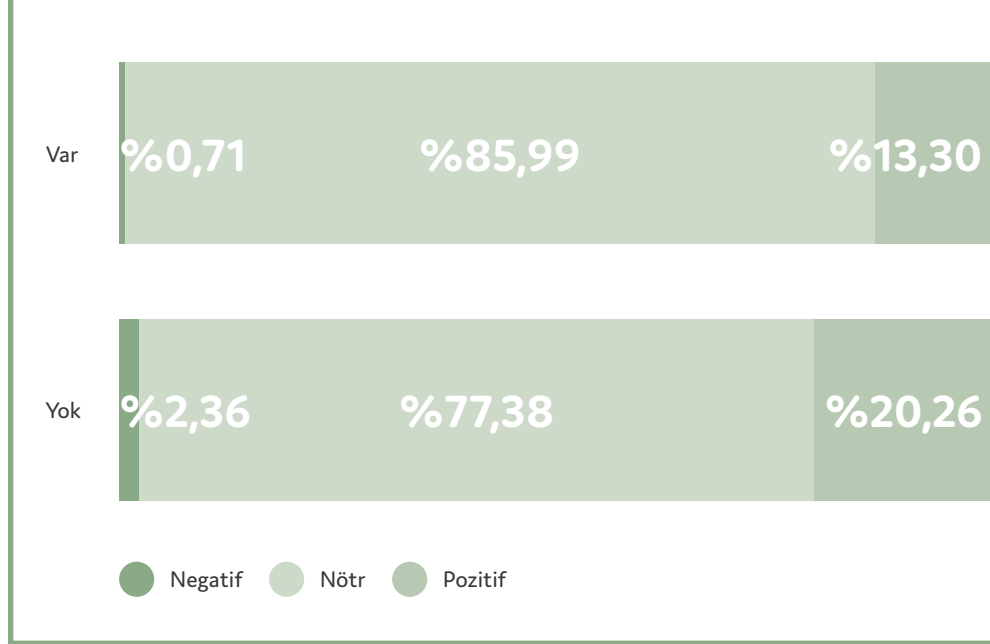 Var %0,71 %85,99 %13,30
Yok %2,36 %77,38 %20,26
Negatif Nötr Pozitif